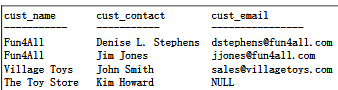 cust_name cust_contact cust_email
----------- ----------- ----------------
Fun4All Denise L. Stephens dstephens@fun4all.com
Fun4All Jim Jones jjones@fun4all.com
Village Toys John Smith sales@villagetoys.com
The Toy Store Kim Howard NULL